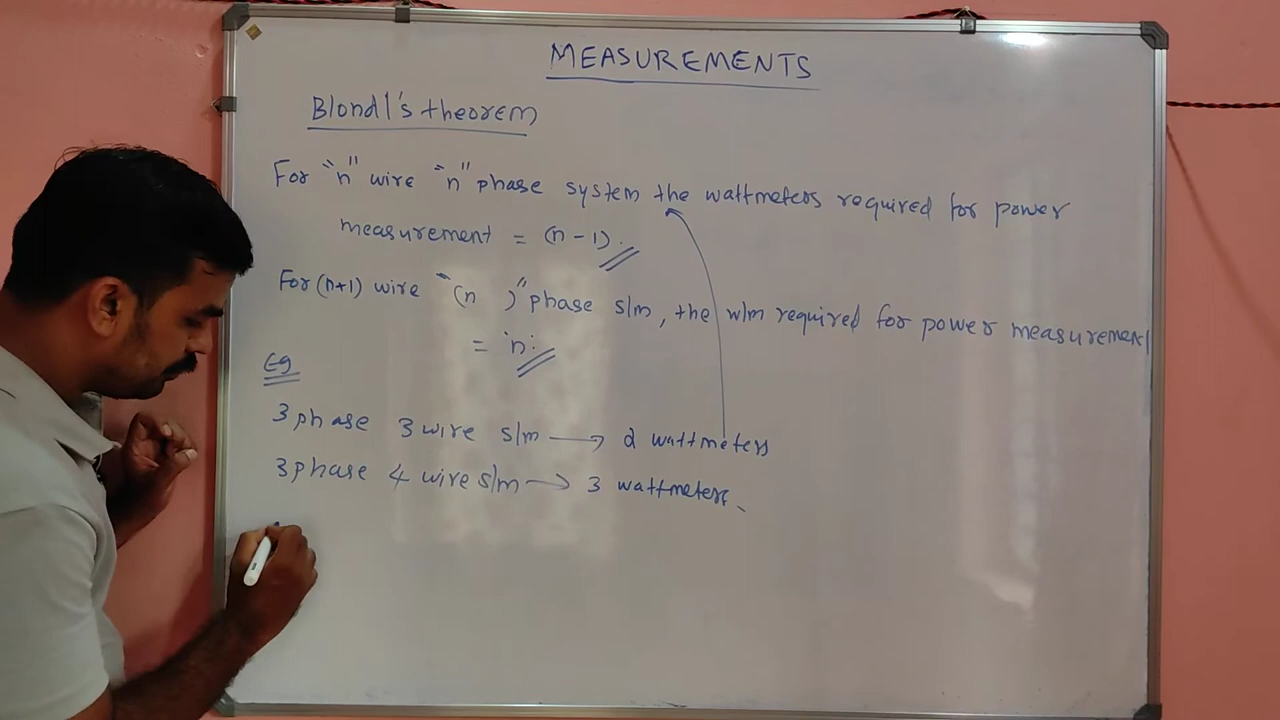 MEASUREMENTS
Blondl's theorem
For "n" wire "n" phase system the wattmeters required for power
measurement = (n-1).
For (n+1) wire "(n )" phase s/m, the w/m required for power measurement
= 'n'.
Eg
3 phase 3 wire s/m → 2 wattmeters
3 phase 4 wire s/m → 3 wattmeters